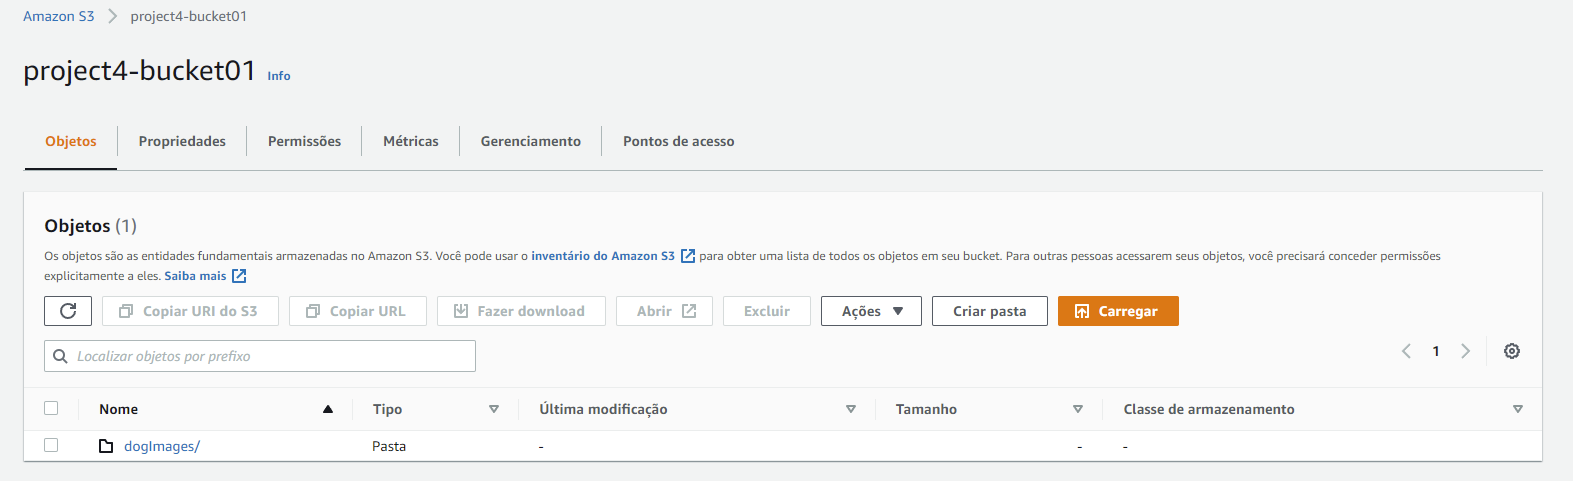 Amazon S3 > project4-bucket01
project4-bucket01 Info
Objetos Propriedades Permissões Métricas Gerenciamento Pontos de acesso
Objetos (1)
Os objetos são as entidades fundamentais armazenadas no Amazon S3. Você pode usar o inventário do Amazon S3 para obter uma lista de todos os objetos em seu bucket. Para outras pessoas acessarem seus objetos, você precisará conceder permissões
explicitamente a eles. Saiba mais
Copiar URI do S3 Copiar URL Fazer download Abrir Excluir Ações Criar pasta Carregar
Localizar objetos por prefixo
< 1 >
Nome Tipo Última modificação Tamanho Classe de armazenamento
dogImages/ Pasta - - -